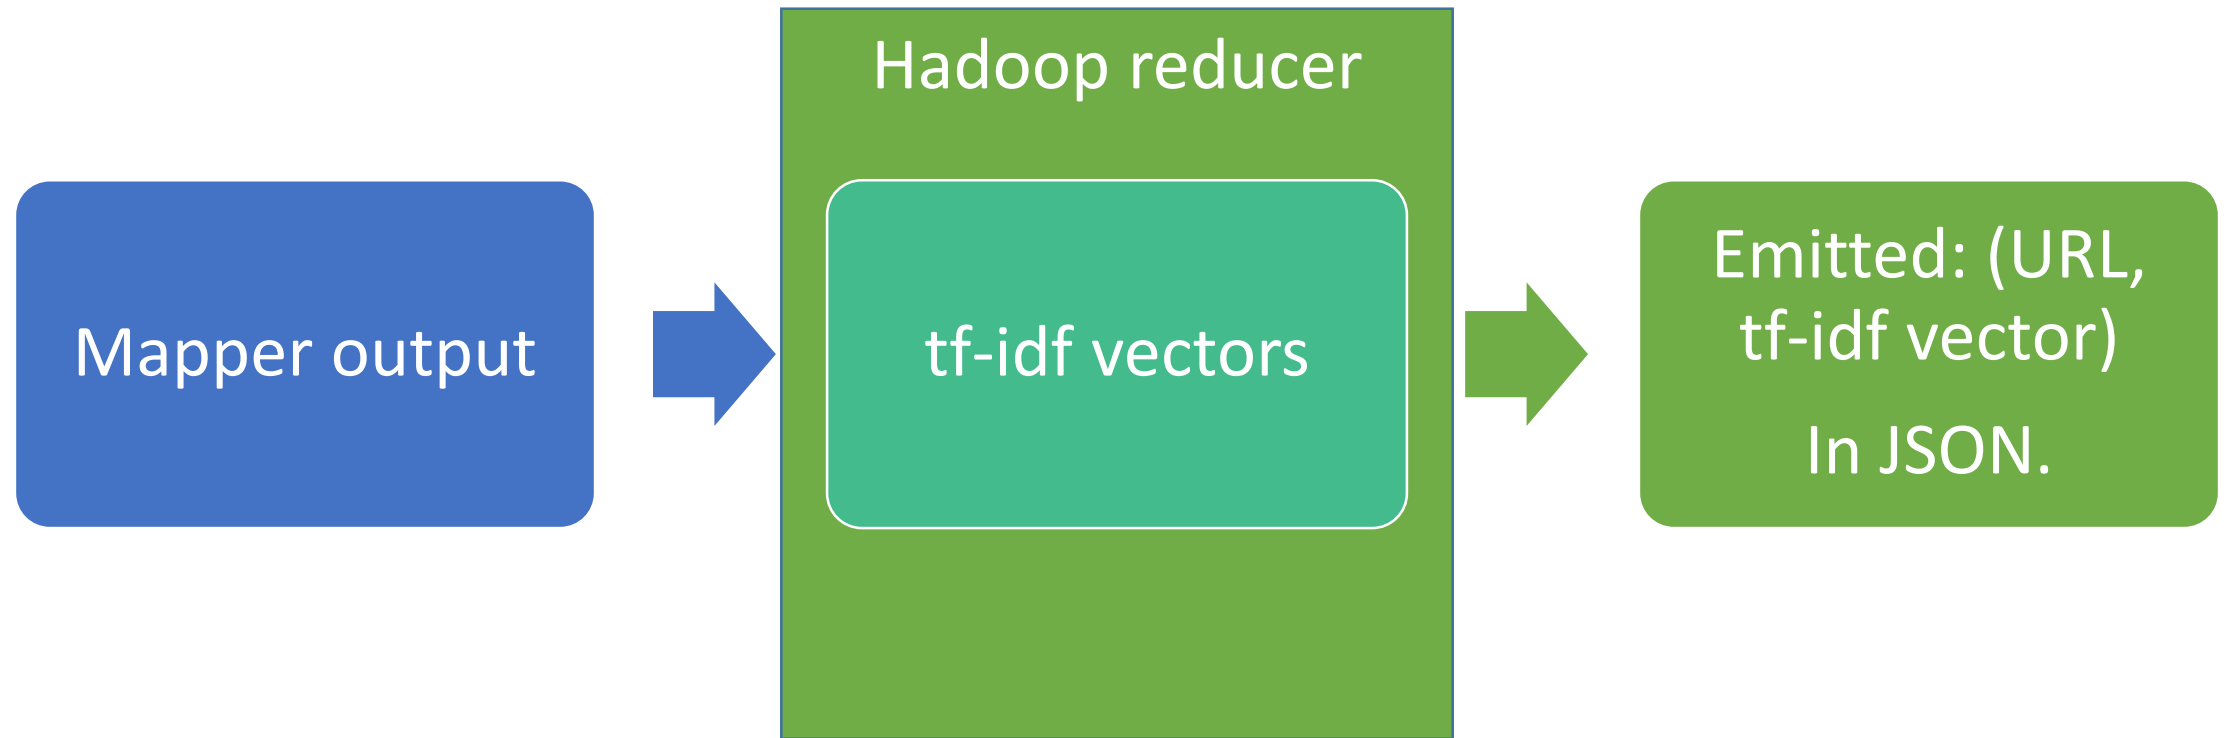 Hadoop reducer
Mapper output
tf-idf vectors
Emitted: (URL,
tf-idf vector)
In JSON.